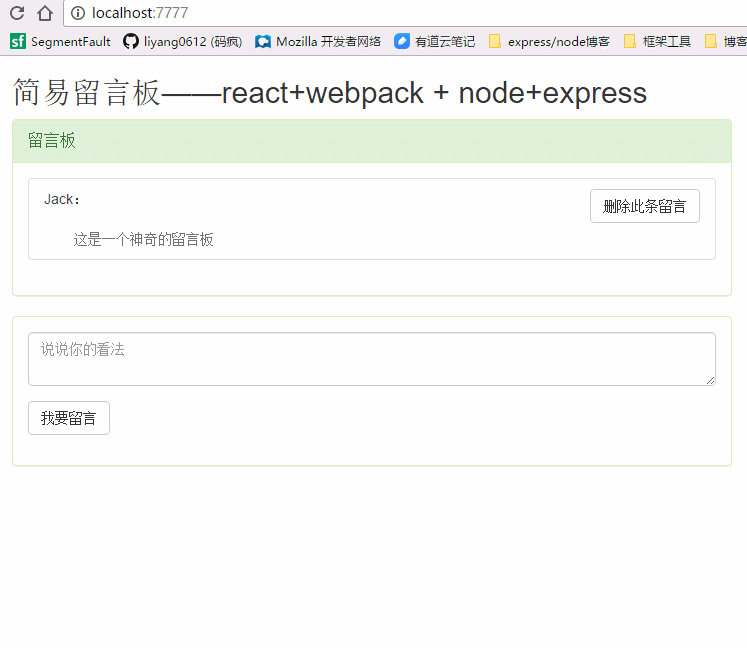 localhost:7777
SegmentFault liyang0612 (码疯) Mozilla 开发者网络 有道云笔记 express/node博客 框架工具 博客
简易留言板——react+webpack + node+express
留言板
Jack：
删除此条留言
这是一个神奇的留言板
说说你的看法
我要留言